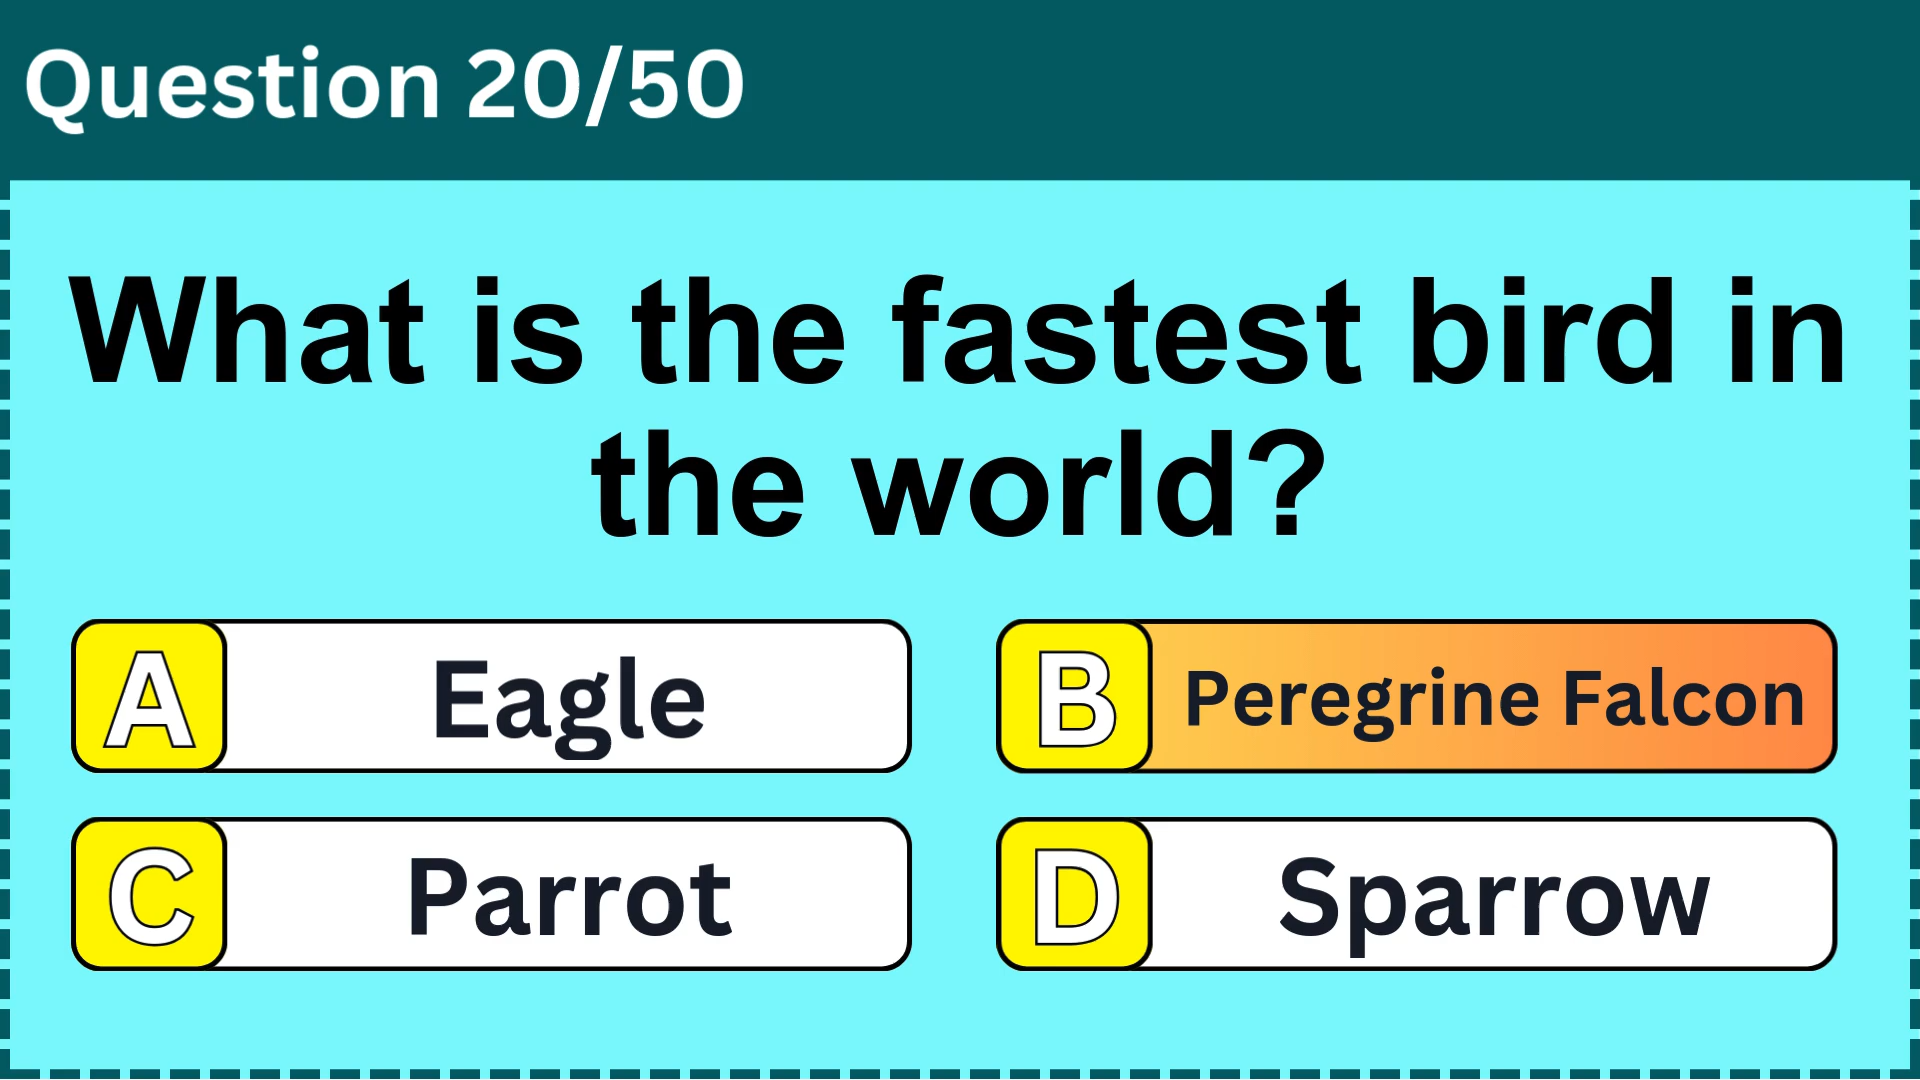 Question 20/50
What is the fastest bird in
the world?
A Eagle
B Peregrine Falcon
C Parrot
D Sparrow